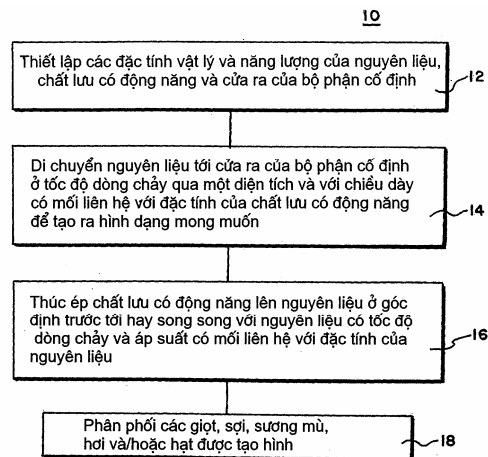 10
Thiết lập các đặc tính vật lý và năng lượng của nguyên liệu,
chất lưu có động năng và cửa ra của bộ phận cố định
12
Di chuyển nguyên liệu tới cửa ra của bộ phận cố định
ở tốc độ dòng chảy qua một diện tích và với chiều dày
có mối liên hệ với đặc tính của chất lưu có động năng
để tạo ra hình dạng mong muốn
14
Thúc ép chất lưu có động năng lên nguyên liệu ở góc
định trước tới hay song song với nguyên liệu có tốc độ
dòng chảy và áp suất có mối liên hệ với đặc tính của
nguyên liệu
16
Phân phối các giọt, sợi, sương mù,
hơi và/hoặc hạt được tạo hình
18